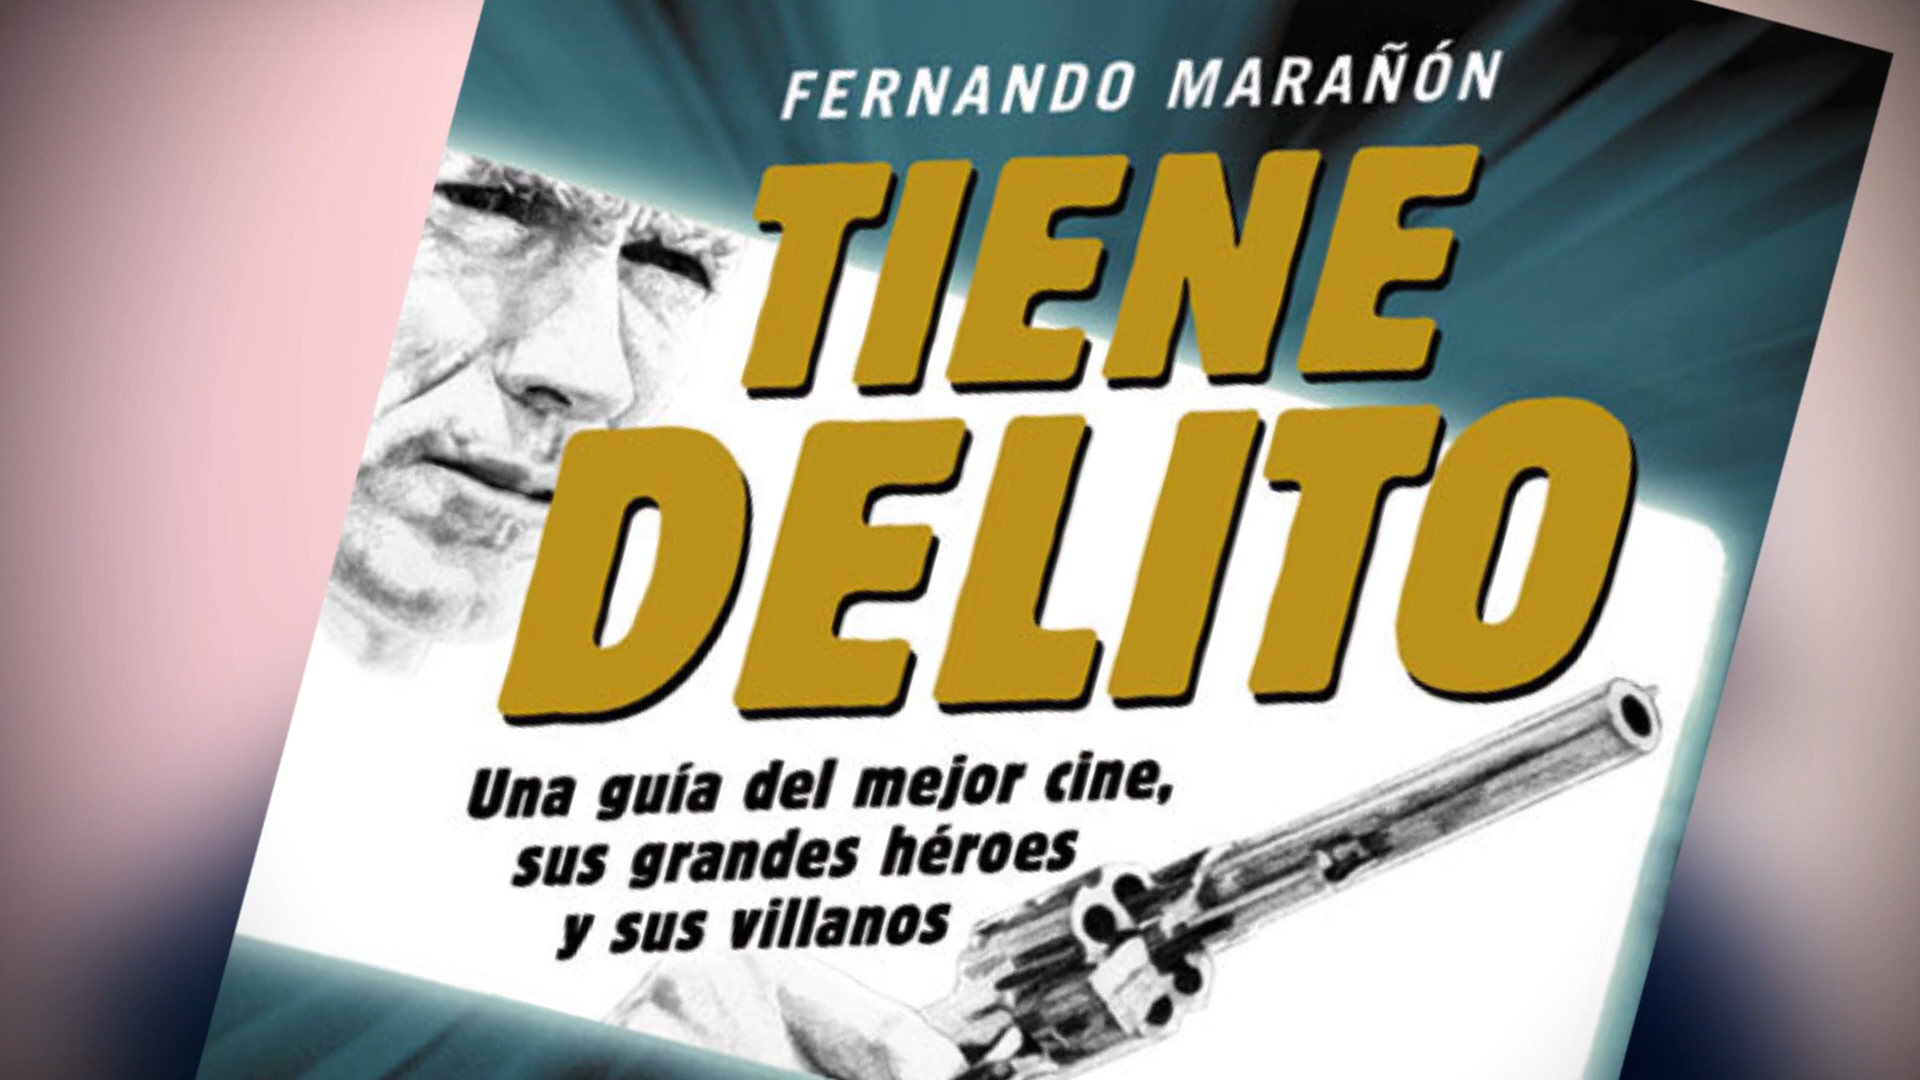 FERNANDO MARAÑÓN
TIENE
DELITO
Una guía del mejor cine,
sus grandes héroes
y sus villanos